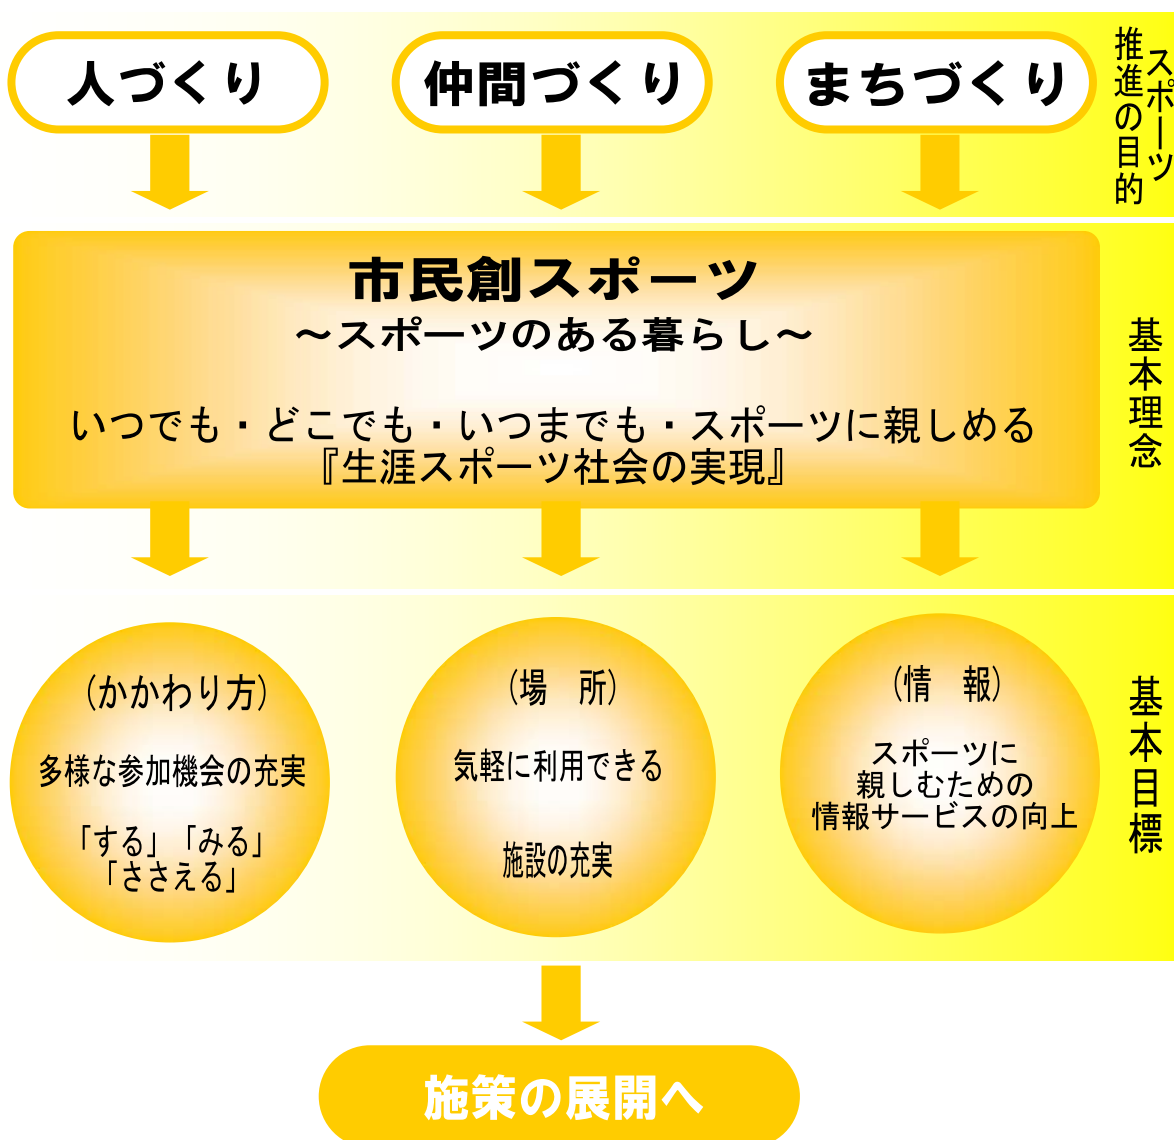 人づくり
仲間づくり
まちづくり
スポーツ
推進の目的
市民創スポーツ
～スポーツのある暮らし～
いつでも・どこでも・いつまでも・スポーツに親しめる
『生涯スポーツ社会の実現』
基本理念
（かかわり方）
多様な参加機会の充実
「する」「みる」
「ささえる」
（場　所）
気軽に利用できる
施設の充実
（情　報）
スポーツに
親しむための
情報サービスの向上
基本目標
施策の展開へ